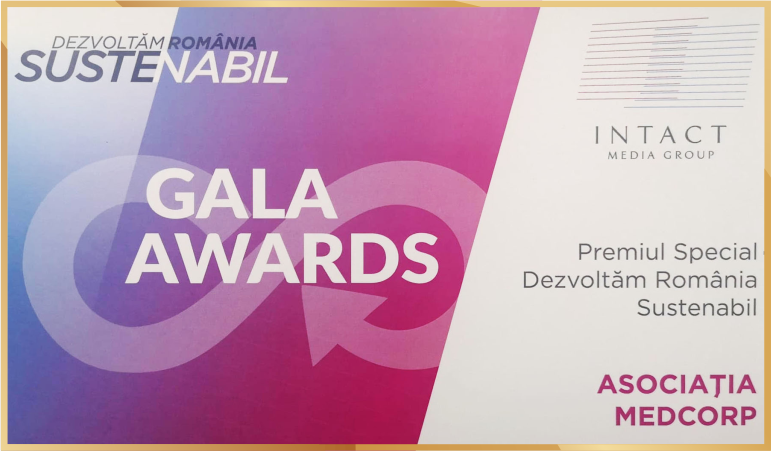 DEZVOLTĂM ROMÂNIA
SUSTENABIL
GALA
AWARDS
INTACT
MEDIA GROUP
Premiul Special
Dezvoltăm România
Sustenabil
ASOCIAȚIA
MEDCORP